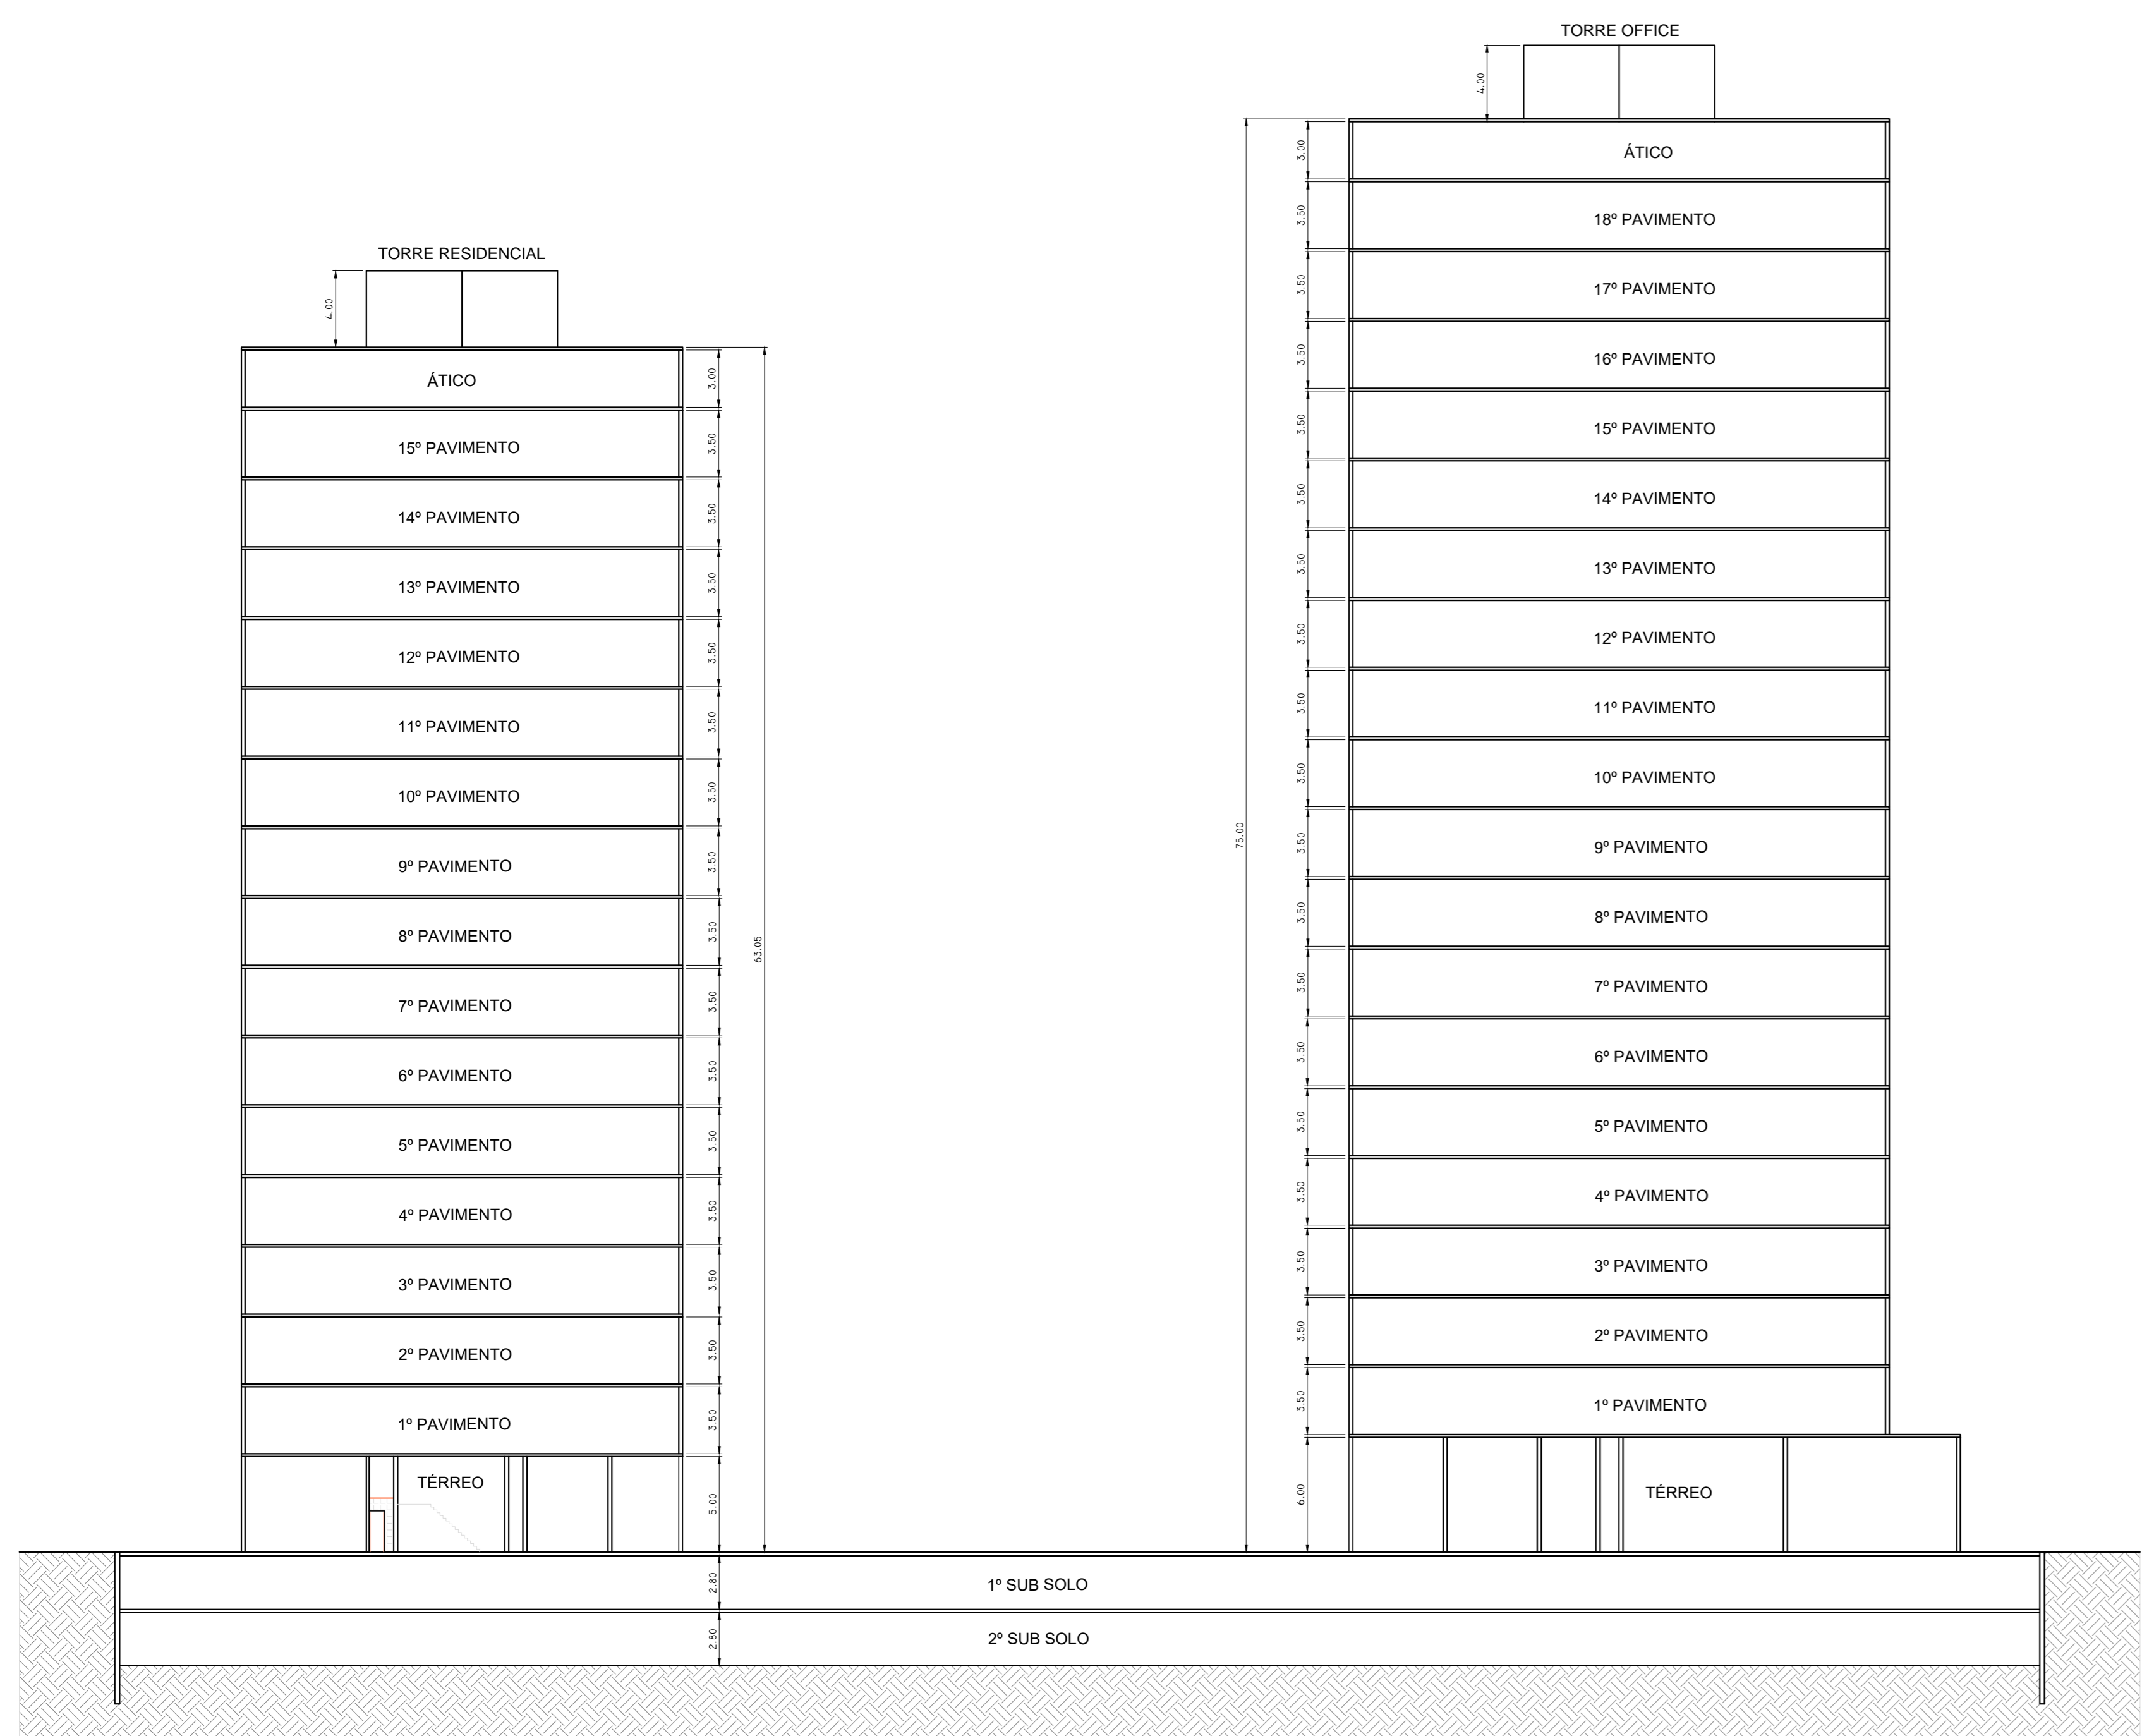 TORRE OFFICE
4.00
75.00
3.00
ÁTICO
3.50
18º PAVIMENTO
3.50
17º PAVIMENTO
3.50
16º PAVIMENTO
3.50
15º PAVIMENTO
3.50
14º PAVIMENTO
3.50
13º PAVIMENTO
3.50
12º PAVIMENTO
3.50
11º PAVIMENTO
3.50
10º PAVIMENTO
3.50
9º PAVIMENTO
3.50
8º PAVIMENTO
3.50
7º PAVIMENTO
3.50
6º PAVIMENTO
3.50
5º PAVIMENTO
3.50
4º PAVIMENTO
3.50
3º PAVIMENTO
3.50
2º PAVIMENTO
3.50
1º PAVIMENTO
6.00
TÉRREO
TORRE RESIDENCIAL
4.00
ÁTICO
3.00
15º PAVIMENTO
3.50
14º PAVIMENTO
3.50
13º PAVIMENTO
3.50
12º PAVIMENTO
3.50
11º PAVIMENTO
3.50
10º PAVIMENTO
3.50
9º PAVIMENTO
3.50
8º PAVIMENTO
3.50
7º PAVIMENTO
3.50
6º PAVIMENTO
3.50
5º PAVIMENTO
3.50
4º PAVIMENTO
3.50
3º PAVIMENTO
3.50
2º PAVIMENTO
3.50
1º PAVIMENTO
3.50
TÉRREO
5.00
63.05
2.80
1º SUB SOLO
2.80
2º SUB SOLO